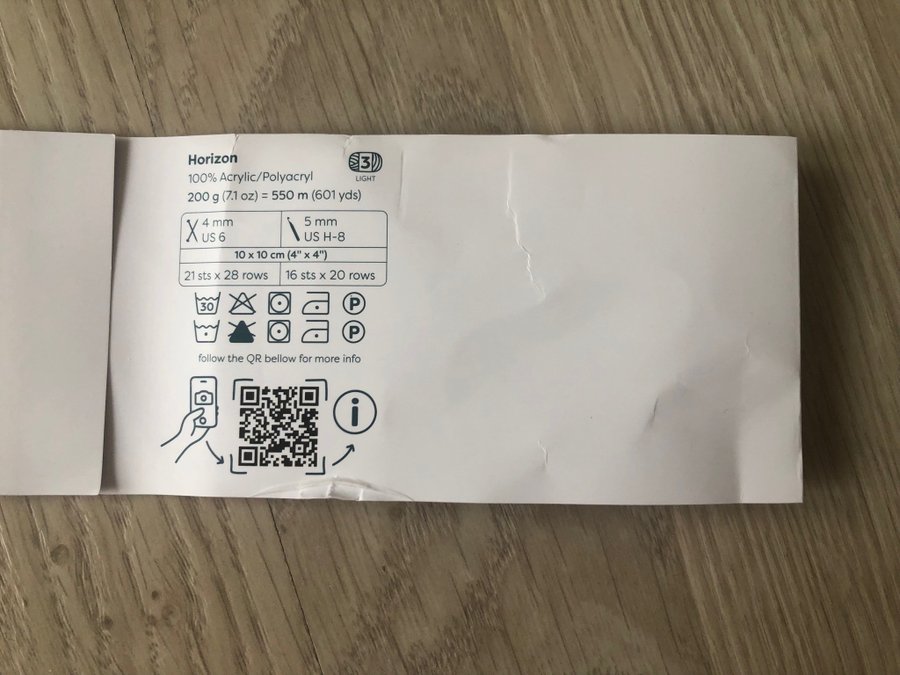 Horizon
100% Acrylic/Polyacryl
200 g (7.1 oz) = 550 m (601 yds)
3
LIGHT
4 mm
US 6
5 mm
US H-8
10 x 10 cm (4" x 4")
21 sts x 28 rows
16 sts x 20 rows
30
P
P
follow the QR bellow for more info
i